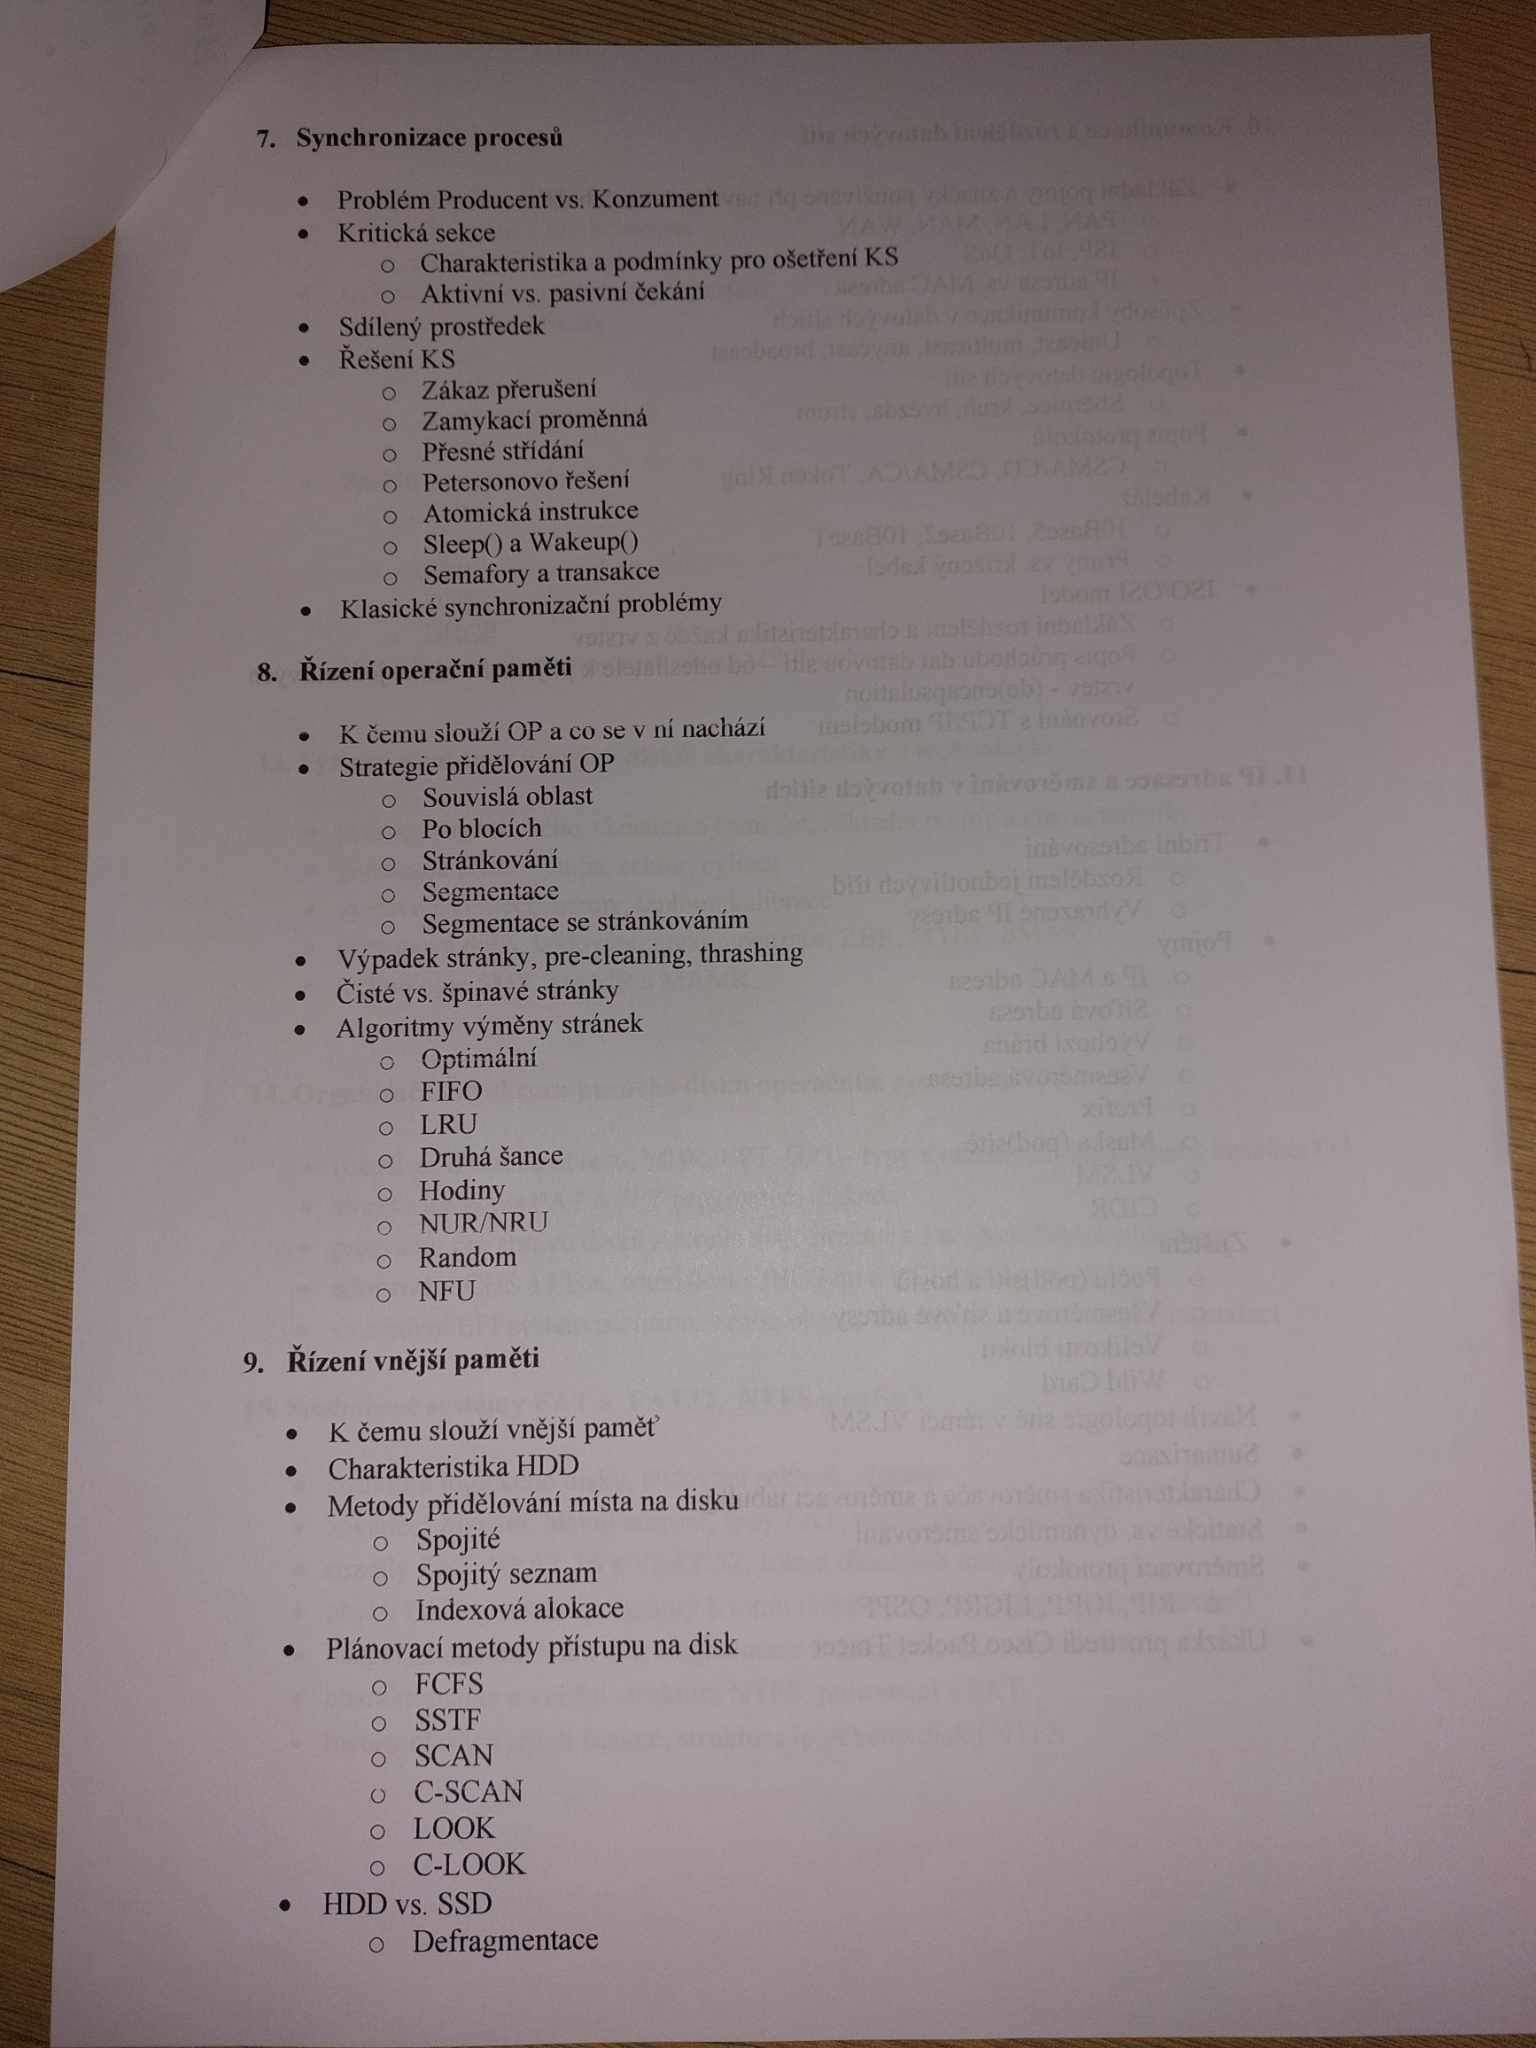 7. Synchronizace procesů
• Problém Producent vs. Konzument
• Kritická sekce
o Charakteristika a podmínky pro ošetření KS
o Aktivní vs. pasivní čekání
• Sdílený prostředek
• Řešení KS
o Zákaz přerušení
o Zamykací proměnná
o Přesné střídání
o Petersonovo řešení
o Atomická instrukce
o Sleep() a Wakeup()
o Semafory a transakce
• Klasické synchronizační problémy
8. Řízení operační paměti
• K čemu slouží OP a co se v ní nachází
• Strategie přidělování OP
o Souvislá oblast
o Po blocích
o Stránkování
o Segmentace
o Segmentace se stránkováním
• Výpadek stránky, pre-cleaning, thrashing
• Čisté vs. špinavé stránky
• Algoritmy výměny stránek
o Optimální
o FIFO
o LRU
o Druhá šance
o Hodiny
o NUR/NRU
o Random
o NFU
9. Řízení vnější paměti
• K čemu slouží vnější paměť
• Charakteristika HDD
• Metody přidělování místa na disku
o Spojité
o Spojitý seznam
o Indexová alokace
• Plánovací metody přístupu na disk
o FCFS
o SSTF
o SCAN
o C-SCAN
o LOOK
o C-LOOK
• HDD vs. SSD
o Defragmentace